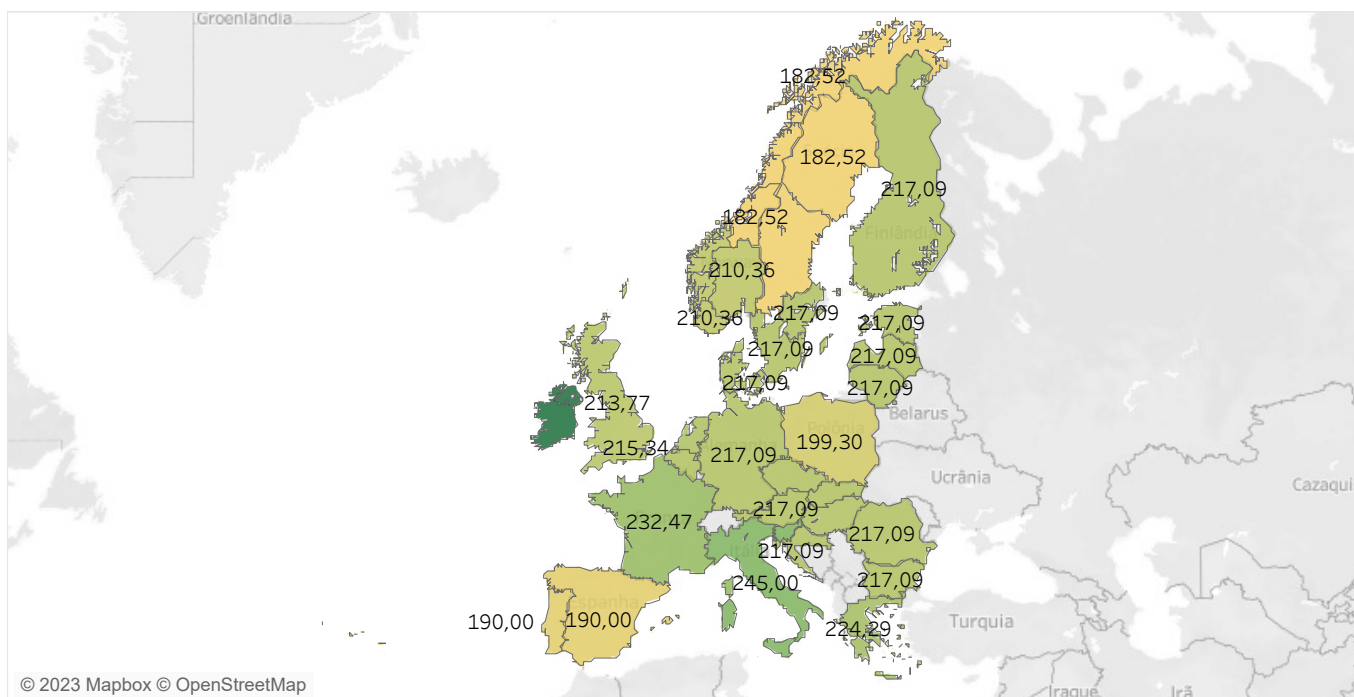 Groenlândia
182,52
182,52
217,09
Finlândia
182,52
210,36
210,36
217,09
217,09
217,09
217,09
217,09
217,09
Belarus
213,77
215,34
217,09
Polônia
199,30
Ucrânia
Cazaqui
232,47
217,09
217,09
217,09
245,00
217,09
Espanha
190,00
190,00
224,29
Turquia
Iraque
Irã
© 2023 Mapbox © OpenStreetMap